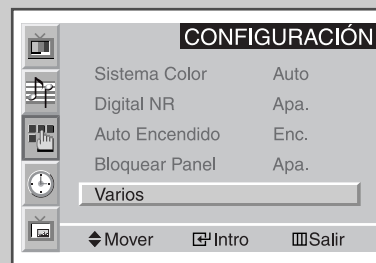 CONFIGURACIÓN
Sistema Color Auto
Digital NR Apa.
Auto Encendido Enc.
Bloquear Panel Apa.
Varios
Mover Intro Salir